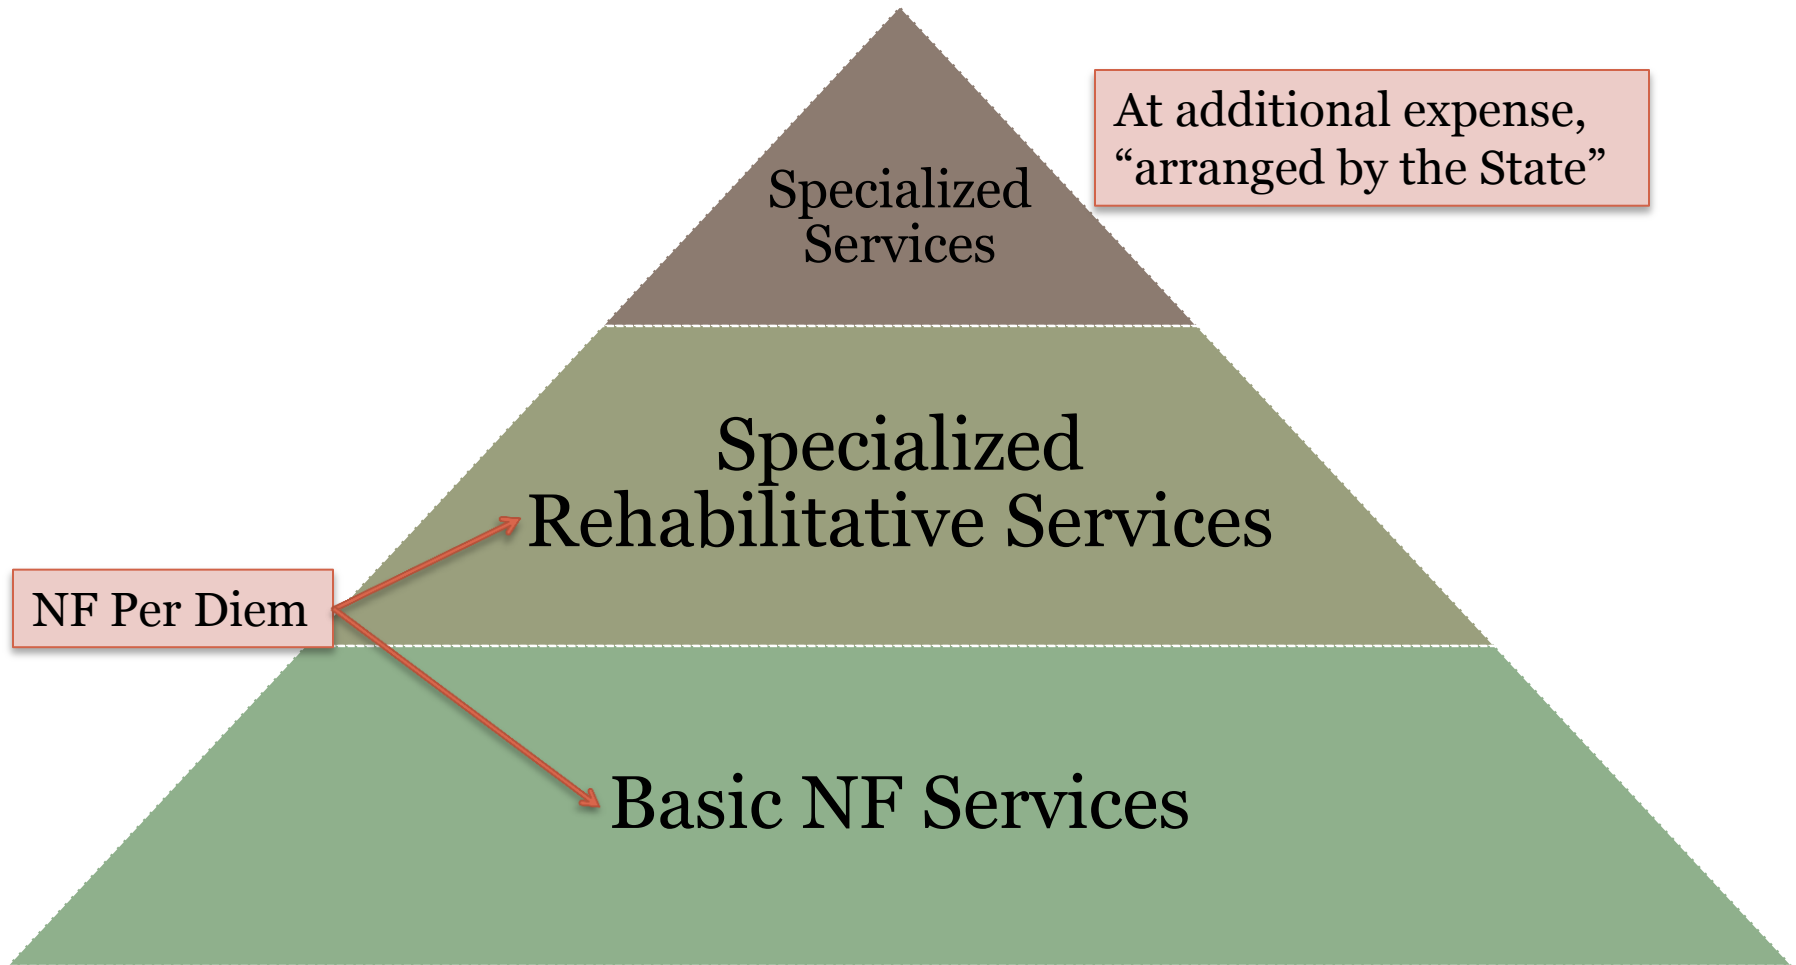 At additional expense,
“arranged by the State”
Specialized
Services
Specialized
Rehabilitative Services
NF Per Diem
Basic NF Services